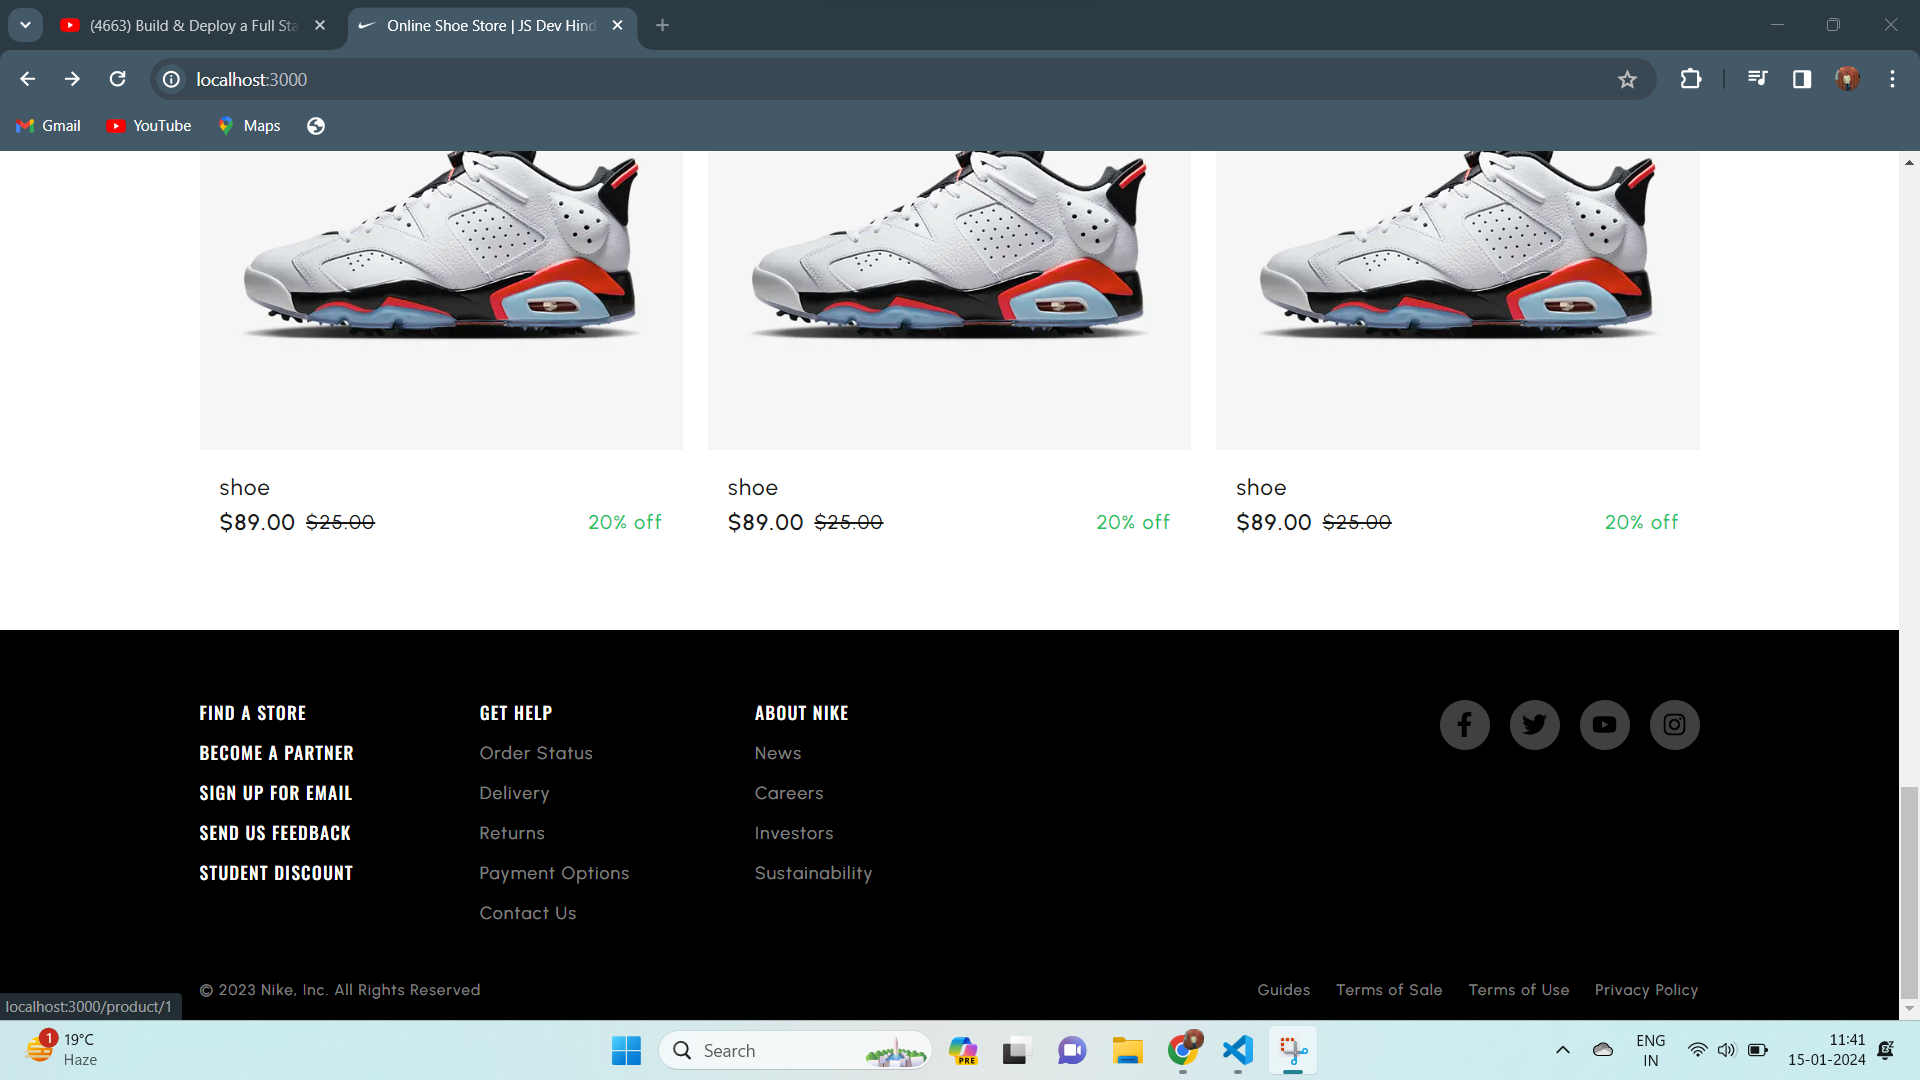 (4663) Build & Deploy a Full Sta
Online Shoe Store | JS Dev Hind
localhost:3000
Gmail
YouTube
Maps
shoe
$89.00 $25.00 20% off
shoe
$89.00 $25.00 20% off
shoe
$89.00 $25.00 20% off
FIND A STORE
BECOME A PARTNER
SIGN UP FOR EMAIL
SEND US FEEDBACK
STUDENT DISCOUNT
GET HELP
Order Status
Delivery
Returns
Payment Options
Contact Us
ABOUT NIKE
News
Careers
Investors
Sustainability
© 2023 Nike, Inc. All Rights Reserved
Guides
Terms of Sale
Terms of Use
Privacy Policy
localhost:3000/product/1
1
19°C
Haze
Search
PRE
ENG
IN
11:41
15-01-2024